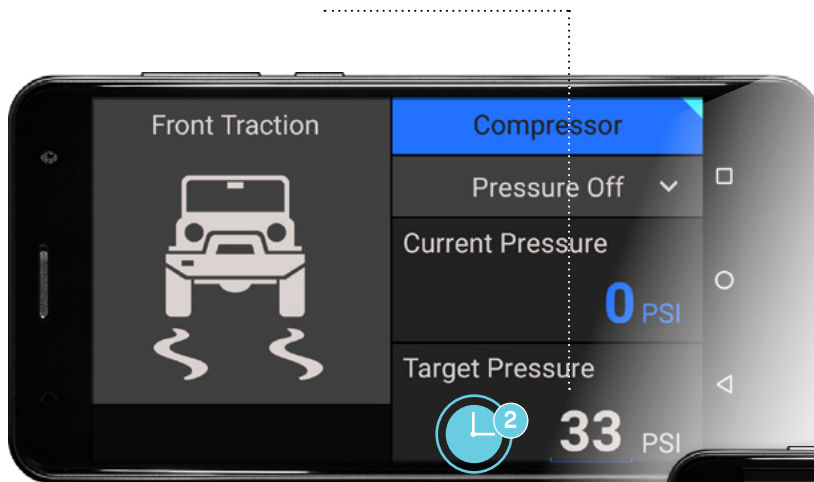 Front Traction
Compressor
Pressure Off
Current Pressure
0 PSI
Target Pressure
2
33 PSI